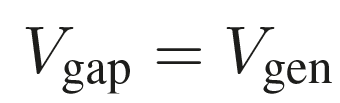 V_gap = V_gen